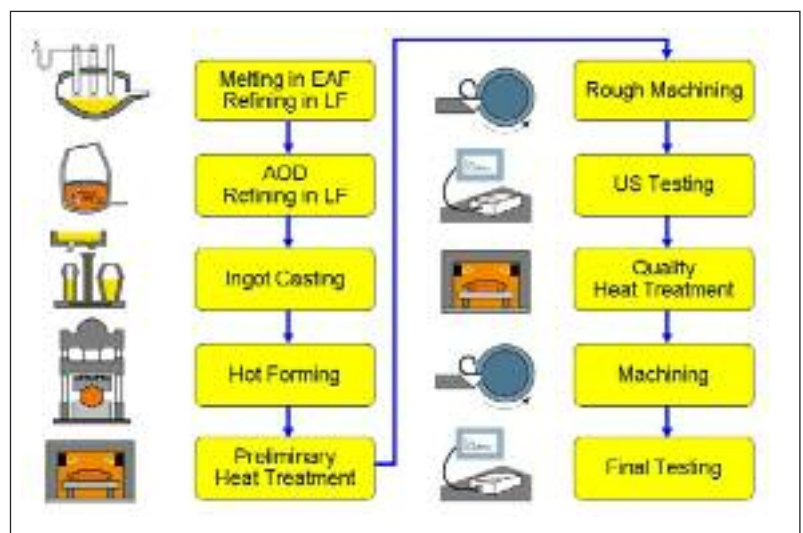 Melting in EAF
Refining in LF
AOD
Refining in LF
Ingot Casting
Hot Forming
Preliminary
Heat Treatment
Rough Machining
US Testing
Quality
Heat Treatment
Machining
Final Testing